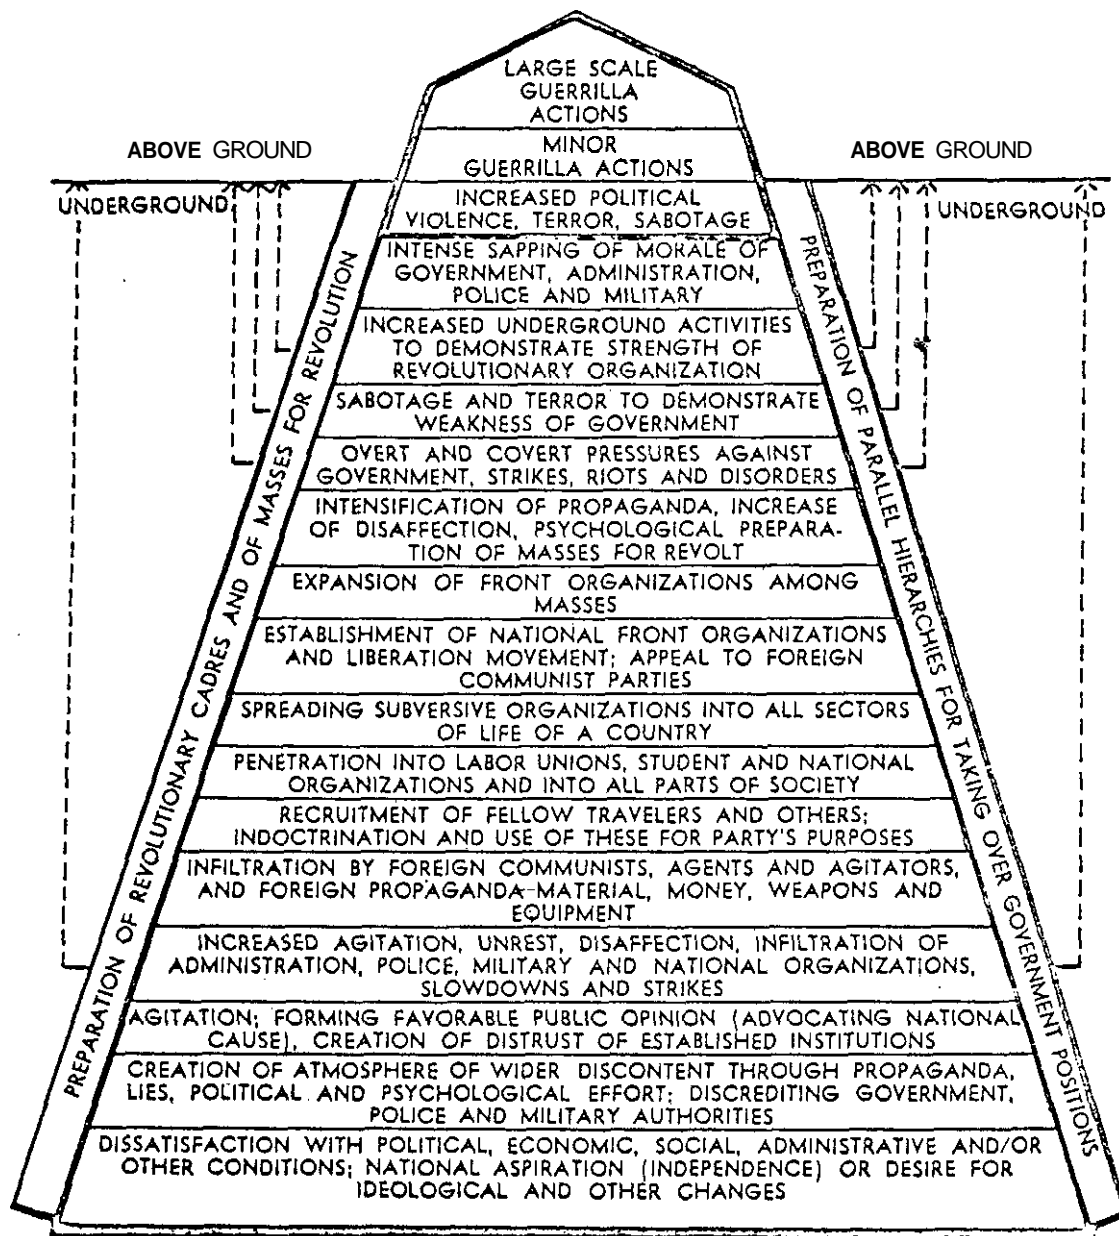 LARGE SCALE
GUERRILLA
ACTIONS
ABOVE GROUND
MINOR
GUERRILLA ACTIONS
ABOVE GROUND
UNDERGROUND
INCREASED POLITICAL
VIOLENCE, TERROR, SABOTAGE
UNDERGROUND
INTENSE SAPPING OF MORALE OF
GOVERNMENT, ADMINISTRATION,
POLICE AND MILITARY
INCREASED UNDERGROUND ACTIVITIES
TO DEMONSTRATE STRENGTH OF
REVOLUTIONARY ORGANIZATION
SABOTAGE AND TERROR TO DEMONSTRATE
WEAKNESS OF GOVERNMENT
OVERT AND COVERT PRESSURES AGAINST
GOVERNMENT, STRIKES, RIOTS AND DISORDERS
INTENSIFICATION OF PROPAGANDA, INCREASE
OF DISAFFECTION, PSYCHOLOGICAL PREPARA-
TION OF MASSES FOR REVOLT
EXPANSION OF FRONT ORGANIZATIONS AMONG
MASSES
ESTABLISHMENT OF NATIONAL FRONT ORGANIZATIONS
AND LIBERATION MOVEMENT; APPEAL TO FOREIGN
COMMUNIST PARTIES
SPREADING SUBVERSIVE ORGANIZATIONS INTO ALL SECTORS
OF LIFE OF A COUNTRY
PENETRATION INTO LABOR UNIONS, STUDENT AND NATIONAL
ORGANIZATIONS AND INTO ALL PARTS OF SOCIETY
RECRUITMENT OF FELLOW TRAVELERS AND OTHERS;
INDOCTRINATION AND USE OF THESE FOR PARTY'S PURPOSES
INFILTRATION BY FOREIGN COMMUNISTS, AGENTS AND AGITATORS,
AND FOREIGN PROPAGANDA-MATERIAL, MONEY, WEAPONS AND
EQUIPMENT
INCREASED AGITATION, UNREST, DISAFFECTION, INFILTRATION OF
ADMINISTRATION, POLICE, MILITARY AND NATIONAL ORGANIZATIONS,
SLOWDOWNS AND STRIKES
AGITATION; FORMING FAVORABLE PUBLIC OPINION (ADVOCATING NATIONAL
CAUSE), CREATION OF DISTRUST OF ESTABLISHED INSTITUTIONS
CREATION OF ATMOSPHERE OF WIDER DISCONTENT THROUGH PROPAGANDA,
LIES, POLITICAL AND PSYCHOLOGICAL EFFORT; DISCREDITING GOVERNMENT,
POLICE AND MILITARY AUTHORITIES
DISSATISFACTION WITH POLITICAL, ECONOMIC, SOCIAL, ADMINISTRATIVE AND/OR
OTHER CONDITIONS; NATIONAL ASPIRATION (INDEPENDENCE) OR DESIRE FOR
IDEOLOGICAL AND OTHER CHANGES
PREPARATION OF REVOLUTIONARY CADRES AND OF MASSES FOR REVOLUTION
PREPARATION OF PARALLEL HIERARCHIES FOR TAKING OVER GOVERNMENT POSITIONS